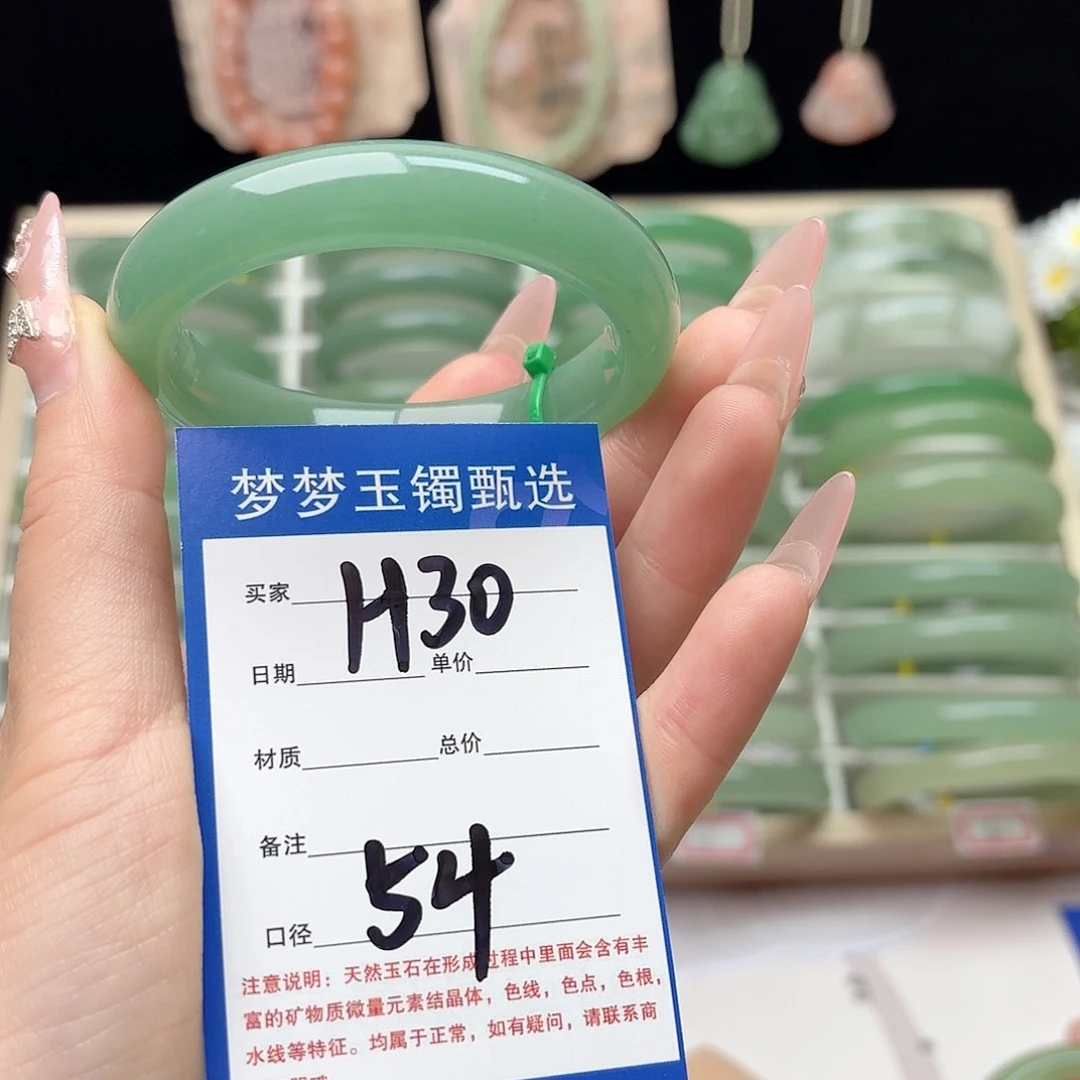 梦梦玉镯甄选
买家 H30
日期 单价
材质 总价
备注
54
口径
注意说明：天然玉石在形成过程中里面会含有丰
富的矿物质微量元素结晶体，色线，色点，色根，
水线等特征。均属于正常，如有疑问，请联系商